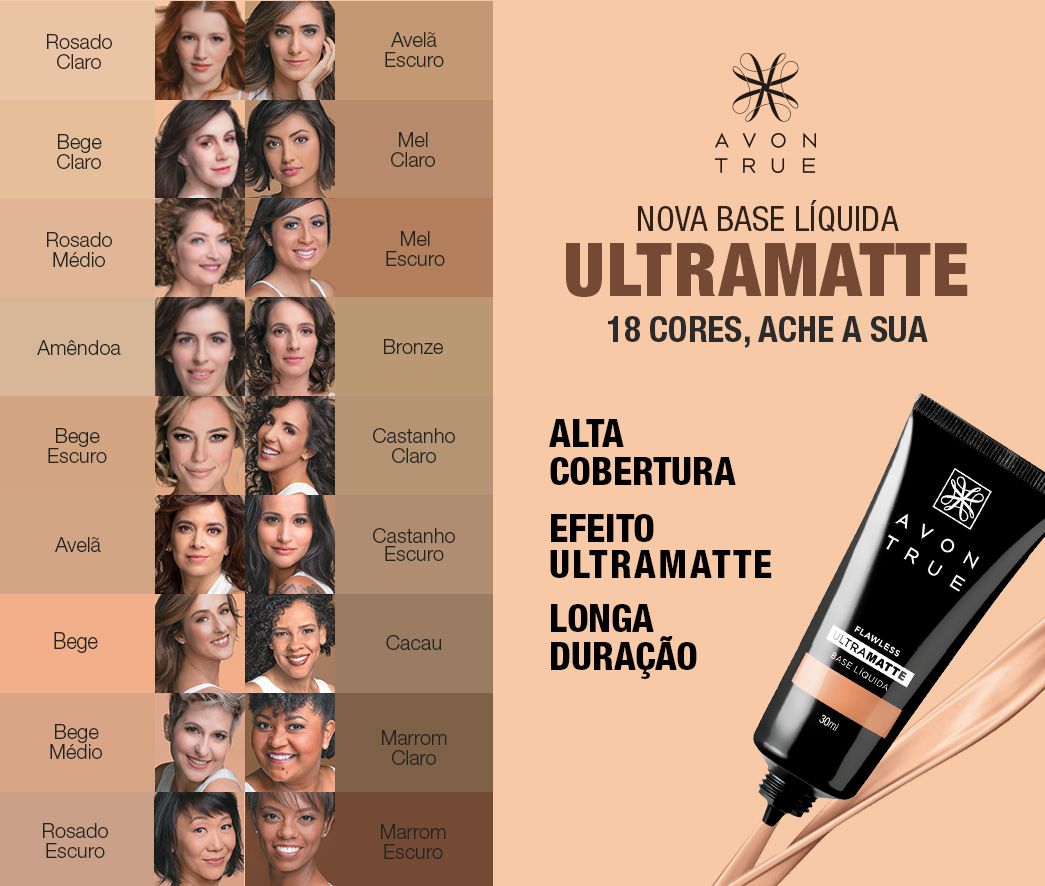 Rosado
Claro
Avelã
Escuro
Bege
Claro
Mel
Claro
Rosado
Médio
Mel
Escuro
Amêndoa
Bronze
Bege
Escuro
Castanho
Claro
Avelã
Castanho
Escuro
Bege
Cacau
Bege
Médio
Marrom
Claro
Rosado
Escuro
Marrom
Escuro
AVON
TRUE
NOVA BASE LÍQUIDA
ULTRAMATTE
18 CORES, ACHE A SUA
ALTA
COBERTURA
EFEITO
ULTRAMATTE
LONGA
DURAÇÃO
AVON
TRUE
FLAWLESS
ULTRAMATTE
BASE LÍQUIDA
30ml